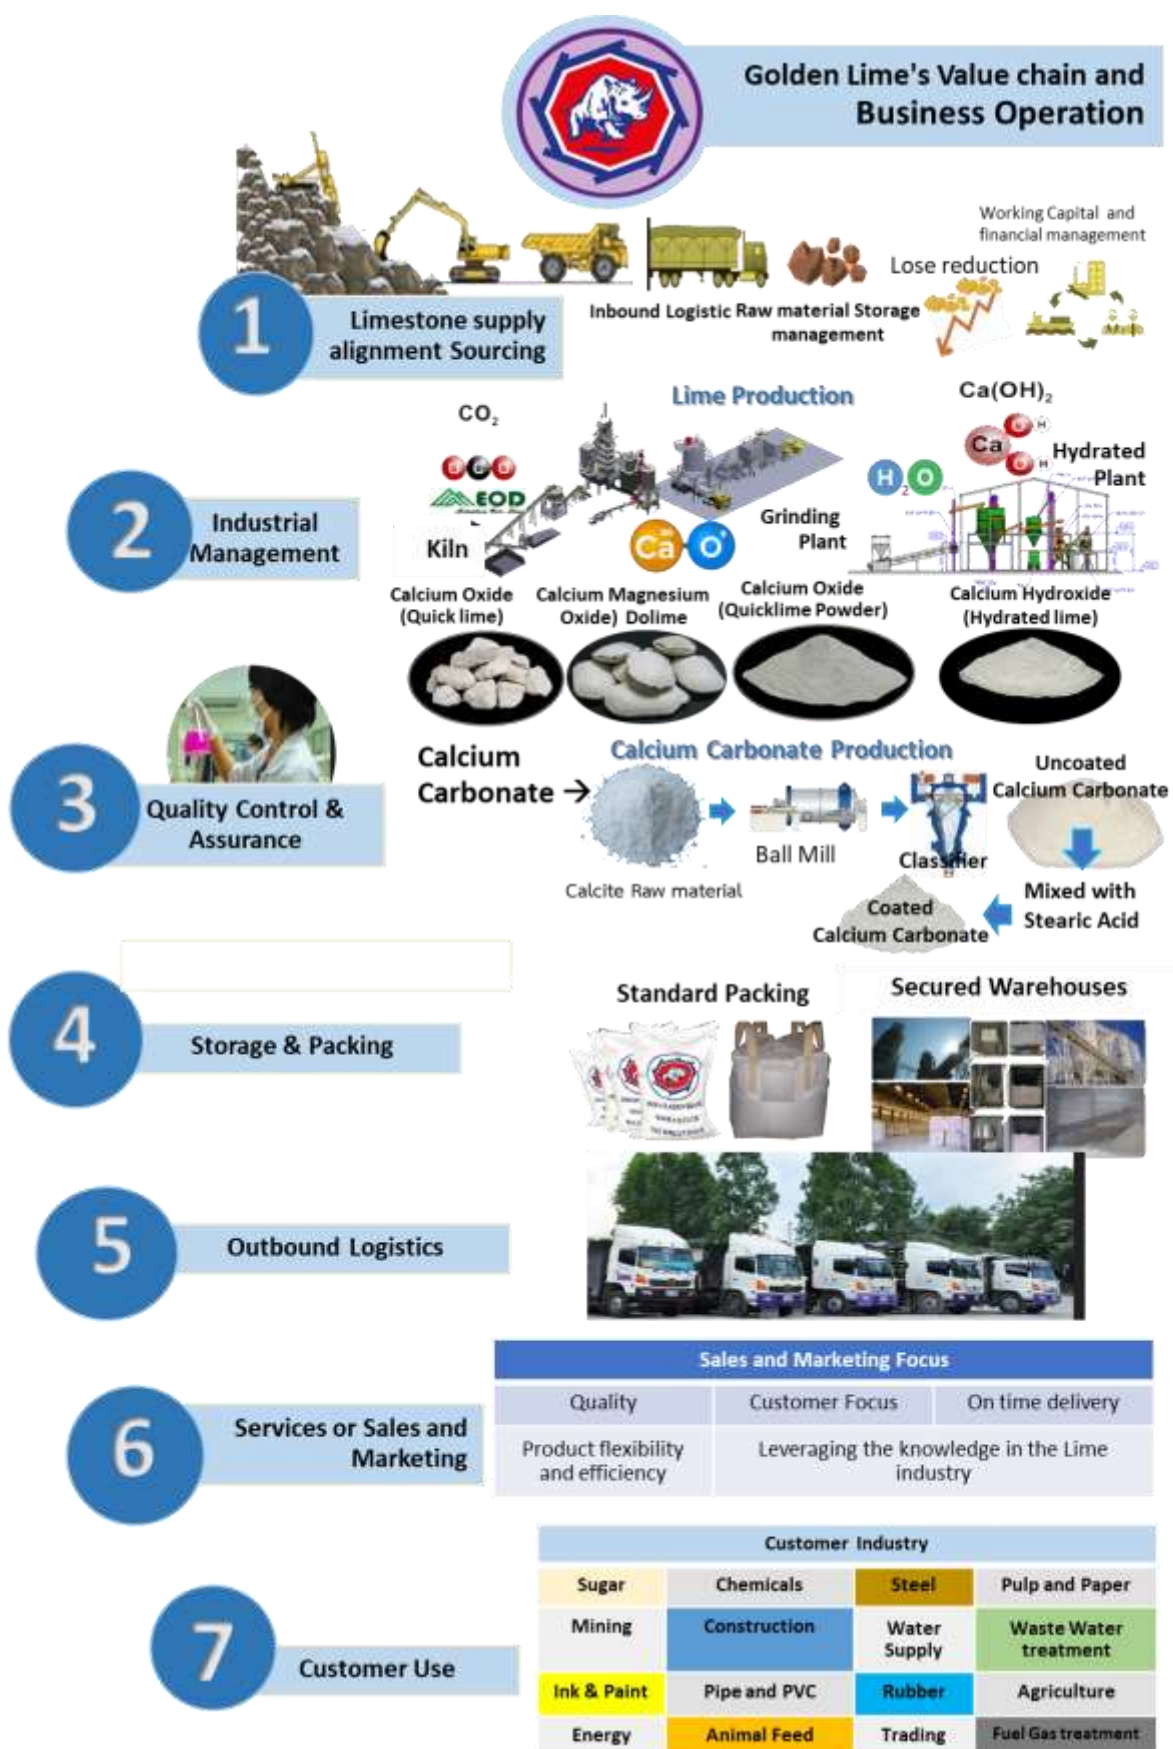 Golden Lime's Value chain and
Business Operation
Working Capital and
financial management
Lose reduction
Inbound Logistic
Raw material Storage
management
1
Limestone supply
alignment Sourcing
Lime Production
CO2
O C O
EOD
Kiln
Ca O
Grinding
Plant
Ca(OH)2
Ca O H
O H
H2O
Hydrated
Plant
2
Industrial
Management
Calcium Oxide
(Quick lime)
Calcium Magnesium
Oxide) Dolime
Calcium Oxide
(Quicklime Powder)
Calcium Hydroxide
(Hydrated lime)
3
Quality Control &
Assurance
Calcium
Carbonate →
Calcium Carbonate Production
Calcite Raw material
Ball Mill
Classifier
Uncoated
Calcium Carbonate
Mixed with
Stearic Acid
Coated
Calcium Carbonate
4
Storage & Packing
Standard Packing
Secured Warehouses
5
Outbound Logistics
6
Services or Sales and
Marketing
Sales and Marketing Focus
Quality Customer Focus On time delivery
Product flexibility
and efficiency
Leveraging the knowledge in the Lime
industry
7
Customer Use
Customer Industry
Sugar Chemicals Steel Pulp and Paper
Mining Construction Water
Supply
Waste Water
treatment
Ink & Paint Pipe and PVC Rubber Agriculture
Energy Animal Feed Trading Fuel Gas treatment